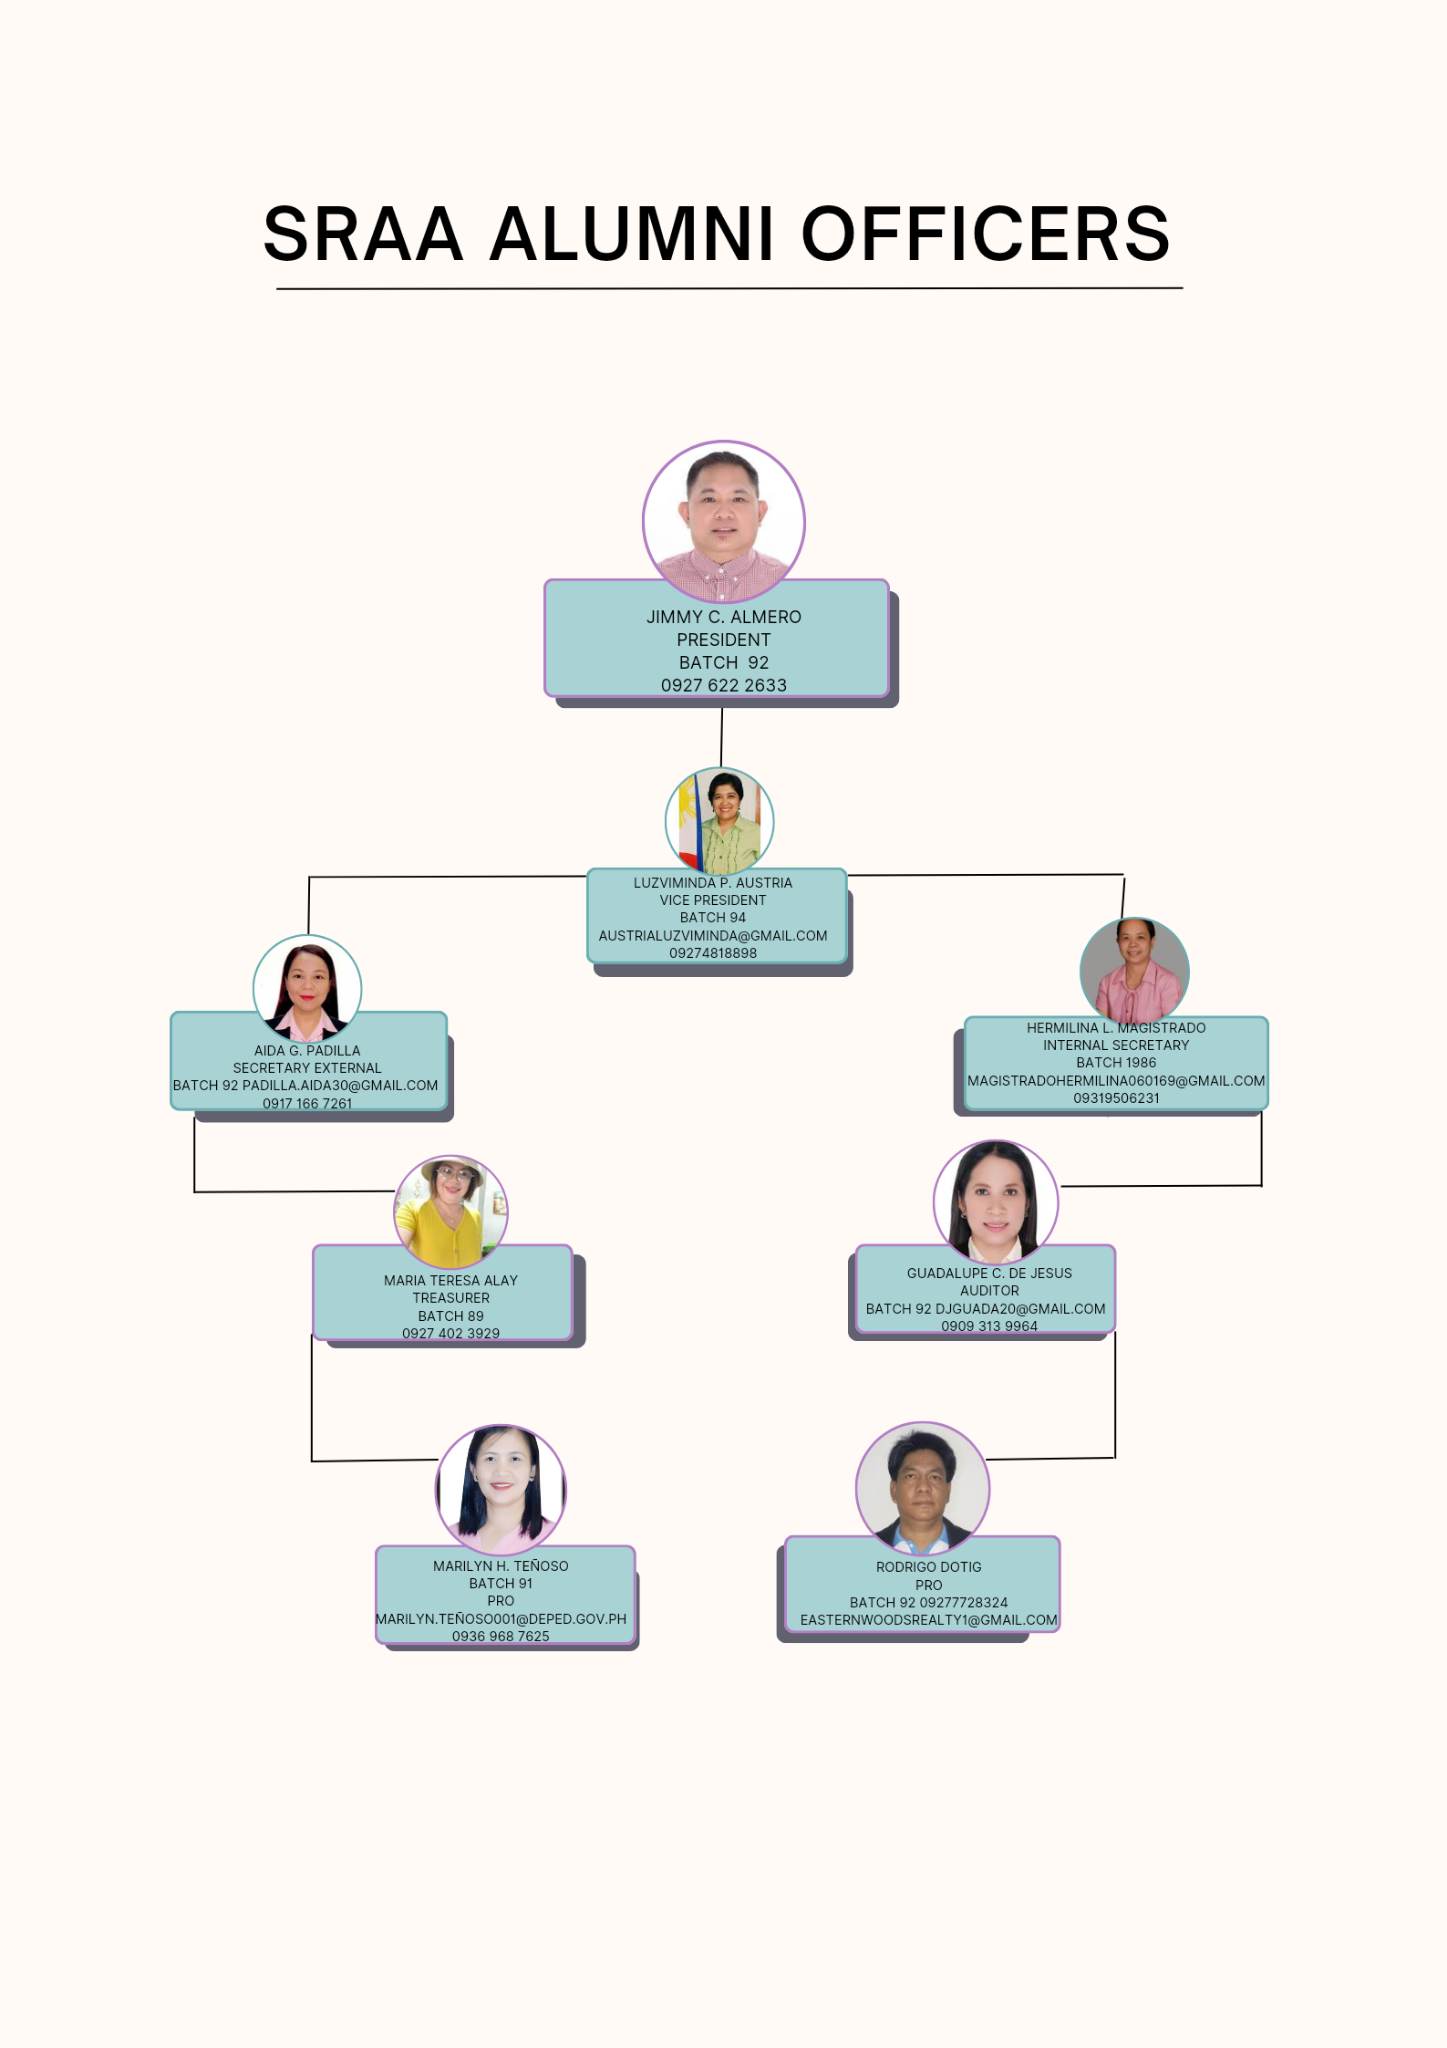 SRAA ALUMNI OFFICERS
JIMMY C. ALMERO
PRESIDENT
BATCH 92
0927 622 2633
LUZVIMINDA P. AUSTRIA
VICE PRESIDENT
BATCH 94
AUSTRIALUZVIMINDA@GMAIL.COM
09274818898
AIDA G. PADILLA
SECRETARY EXTERNAL
BATCH 92 PADILLA.AIDA30@GMAIL.COM
0917 166 7261
HERMILINA L. MAGISTRADO
INTERNAL SECRETARY
BATCH 1986
MAGISTRADOHERMILINA060169@GMAIL.COM
09319506231
MARIA TERESA ALAY
TREASURER
BATCH 89
0927 402 3929
GUADALUPE C. DE JESUS
AUDITOR
BATCH 92 DJGUADA20@GMAIL.COM
0909 313 9964
MARILYN H. TEÑOSO
BATCH 91
PRO
MARILYN.TEÑOSO001@DEPED.GOV.PH
0936 968 7625
RODRIGO DOTIG
PRO
BATCH 92 09277728324
EASTERNWOODSREALTY1@GMAIL.COM